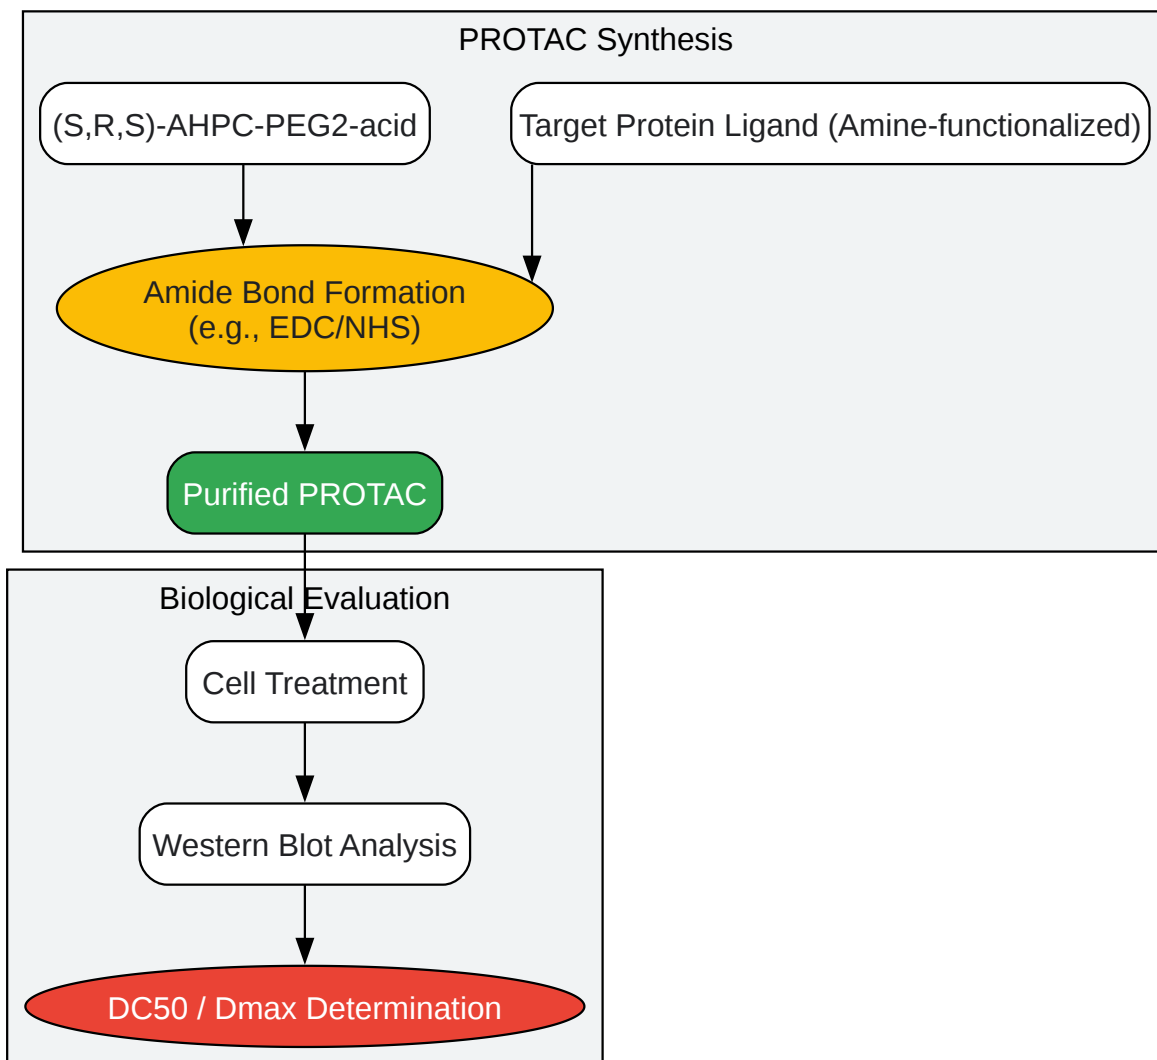 PROTAC Synthesis
(S,R,S)-AHPC-PEG2-acid
Target Protein Ligand (Amine-functionalized)
Amide Bond Formation
(e.g., EDC/NHS)
Purified PROTAC
Biological Evaluation
Cell Treatment
Western Blot Analysis
DC50 / Dmax Determination